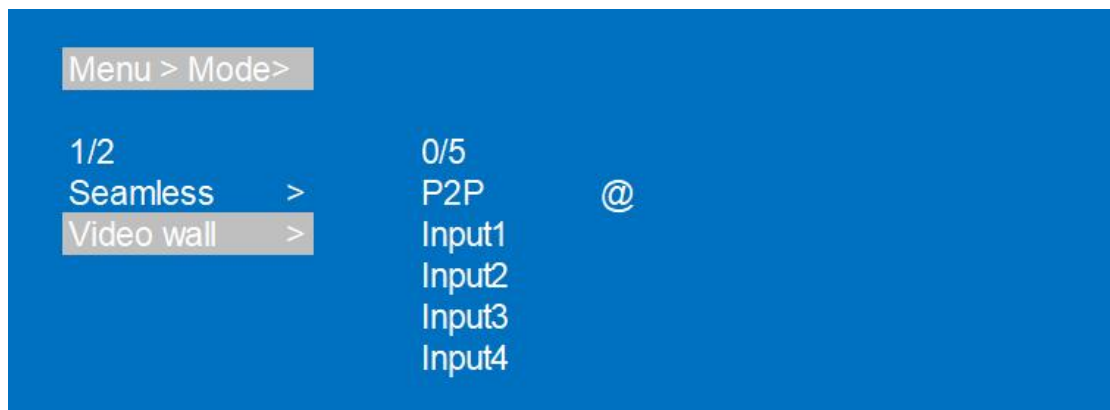 Menu > Mode>
1/2 0/5
Seamless > P2P @
Video wall > Input1
Input2
Input3
Input4